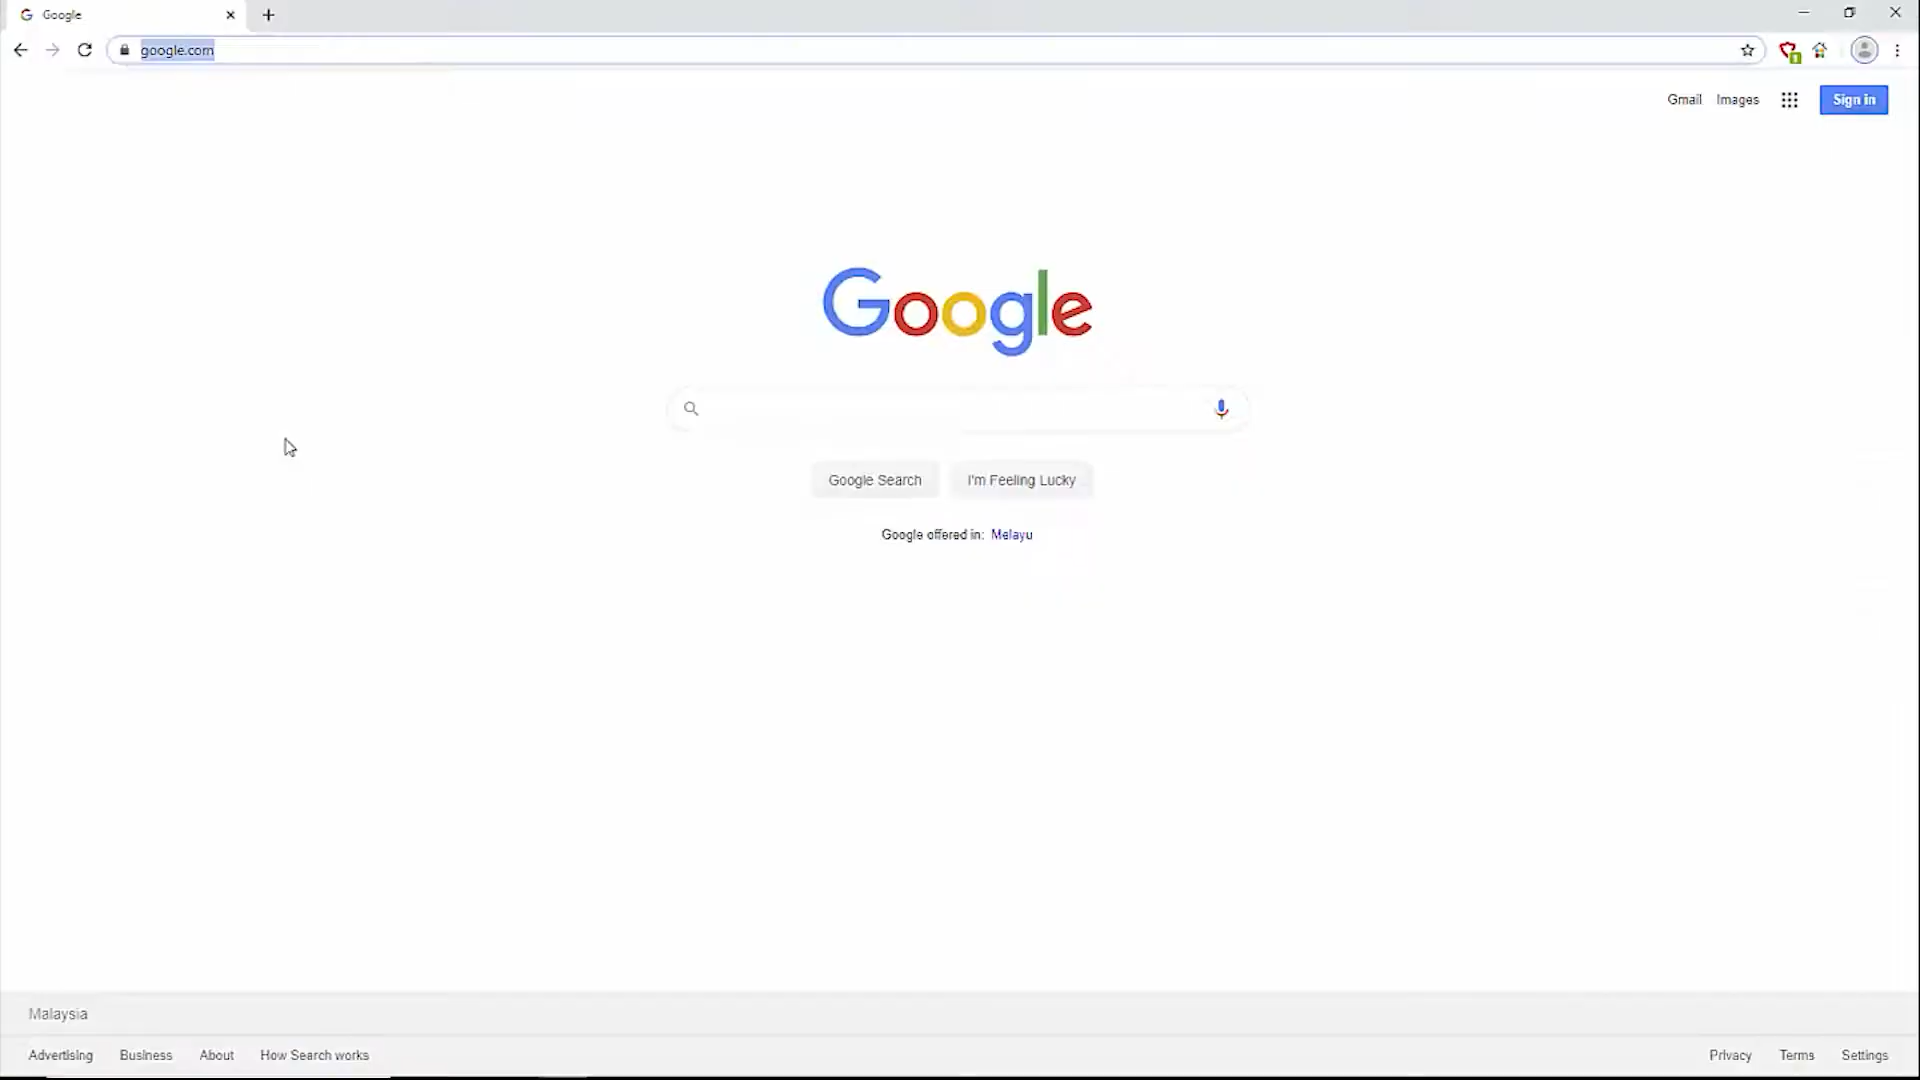 Google
google.com
Gmail Images Sign in
Google
Google Search I'm Feeling Lucky
Google offered in: Melayu
Malaysia
Advertising Business About How Search works Privacy Terms Settings